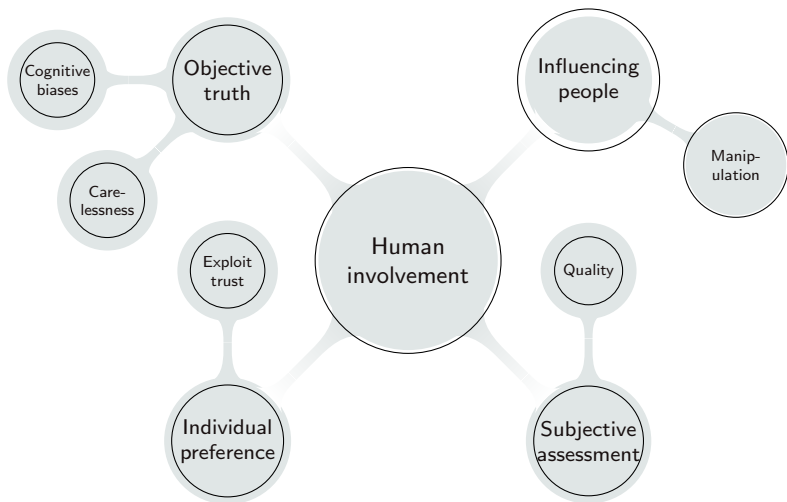 Cognitive
biases
Objective
truth
Influencing
people
Manip-
ulation
Care-
lessness
Human
involvement
Exploit
trust
Quality
Individual
preference
Subjective
assessment